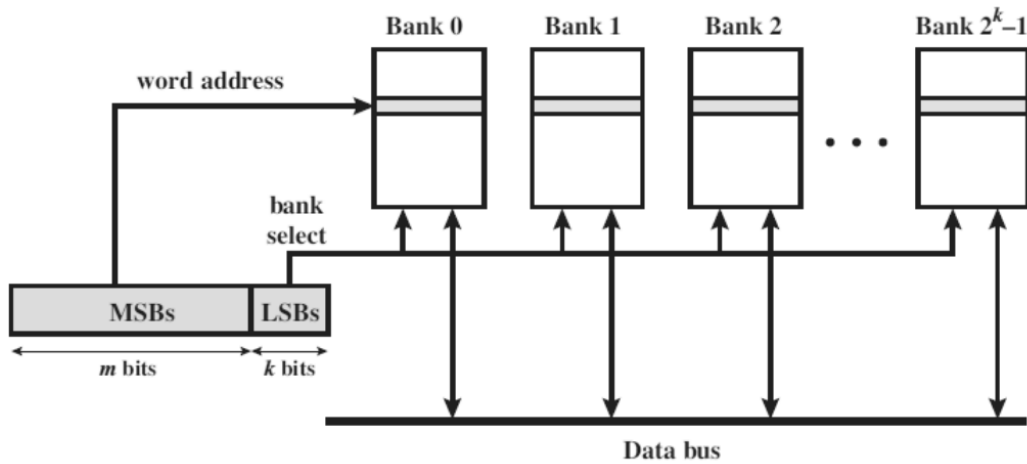 Bank 0 Bank 1 Bank 2 Bank 2^k–1
word address
bank
select
MSBs LSBs
m bits k bits
Data bus